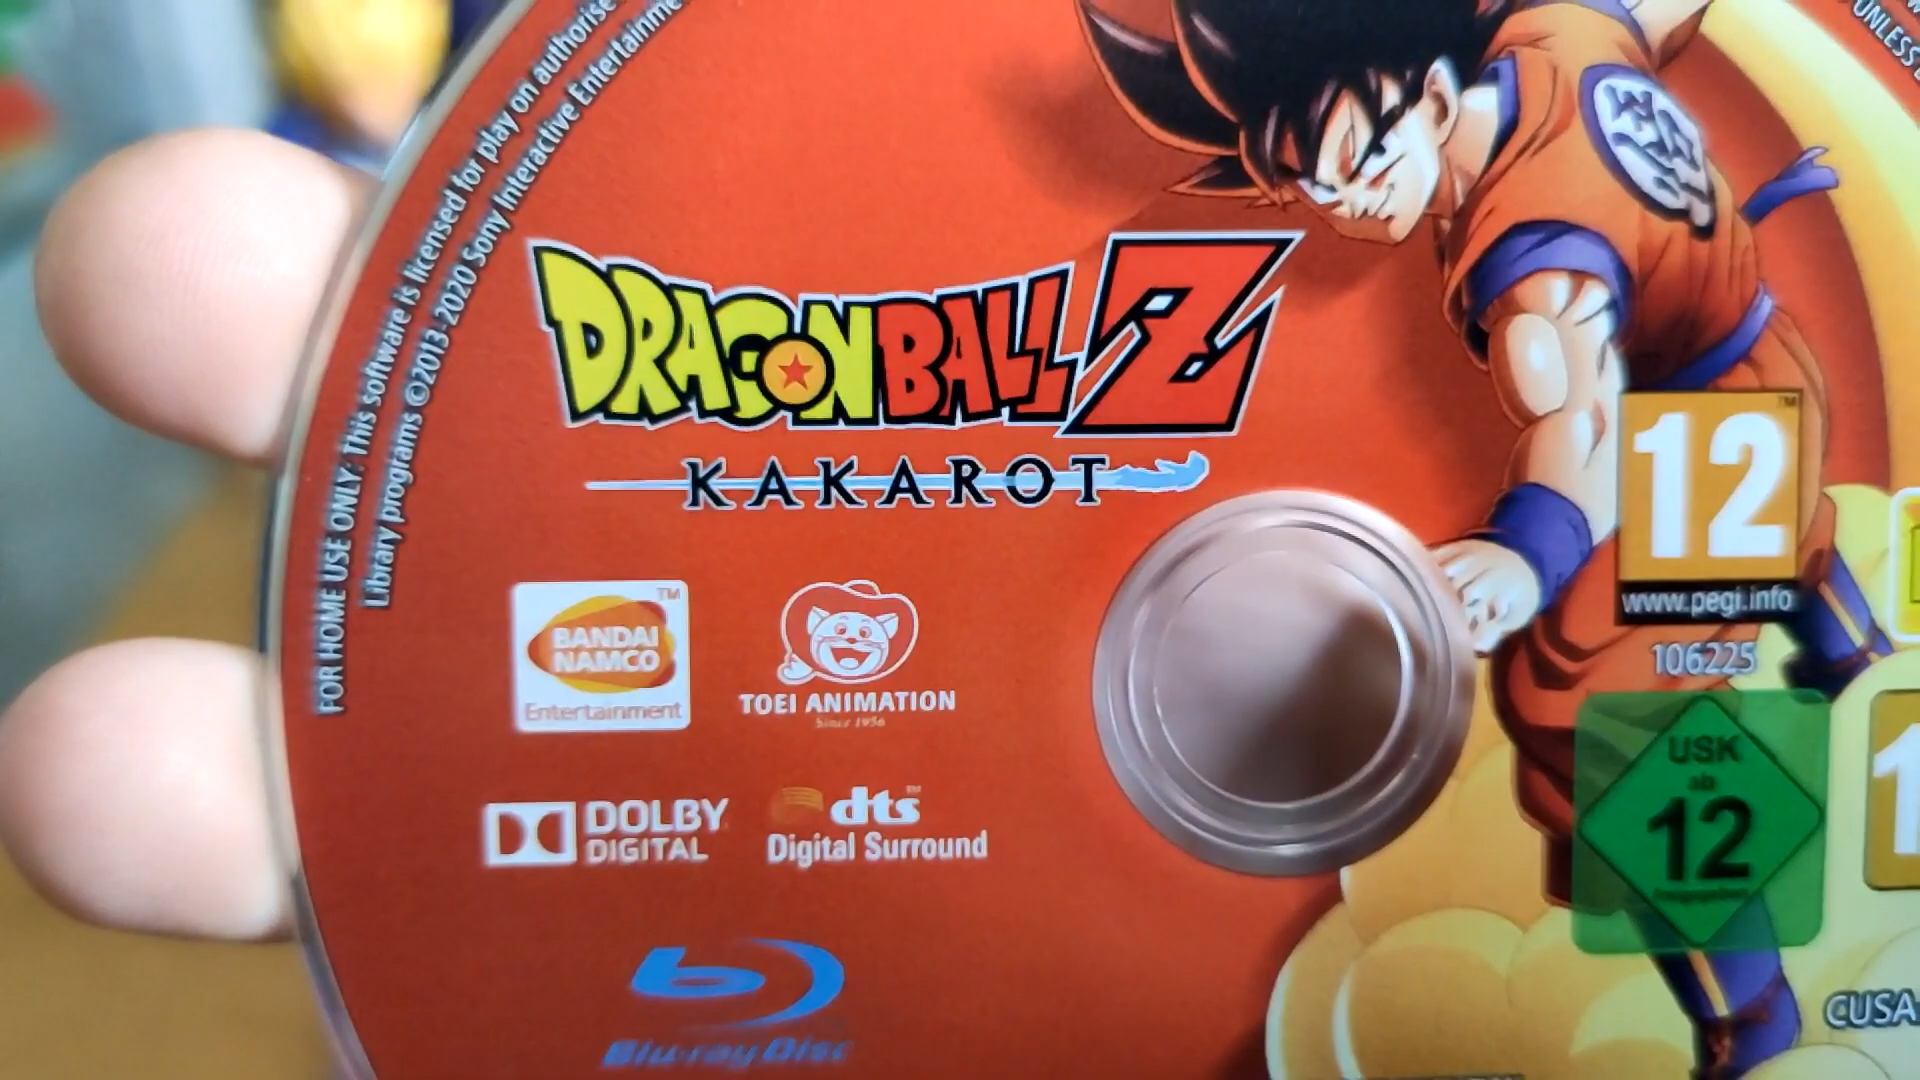 FOR HOME USE ONLY: This software is licensed for play on authorise
Library programs ©2013-2020 Sony Interactive Entertainme
UNLESS
DRAGON BALL Z
KAKAROT
BANDAI
NAMCO
Entertainment
TM
TOEI ANIMATION
Since 1956
DOLBY
DIGITAL
dts
Digital Surround
Blu-ray Disc
12
TM
www.pegi.info
106225
USK
ab
12
CUSA